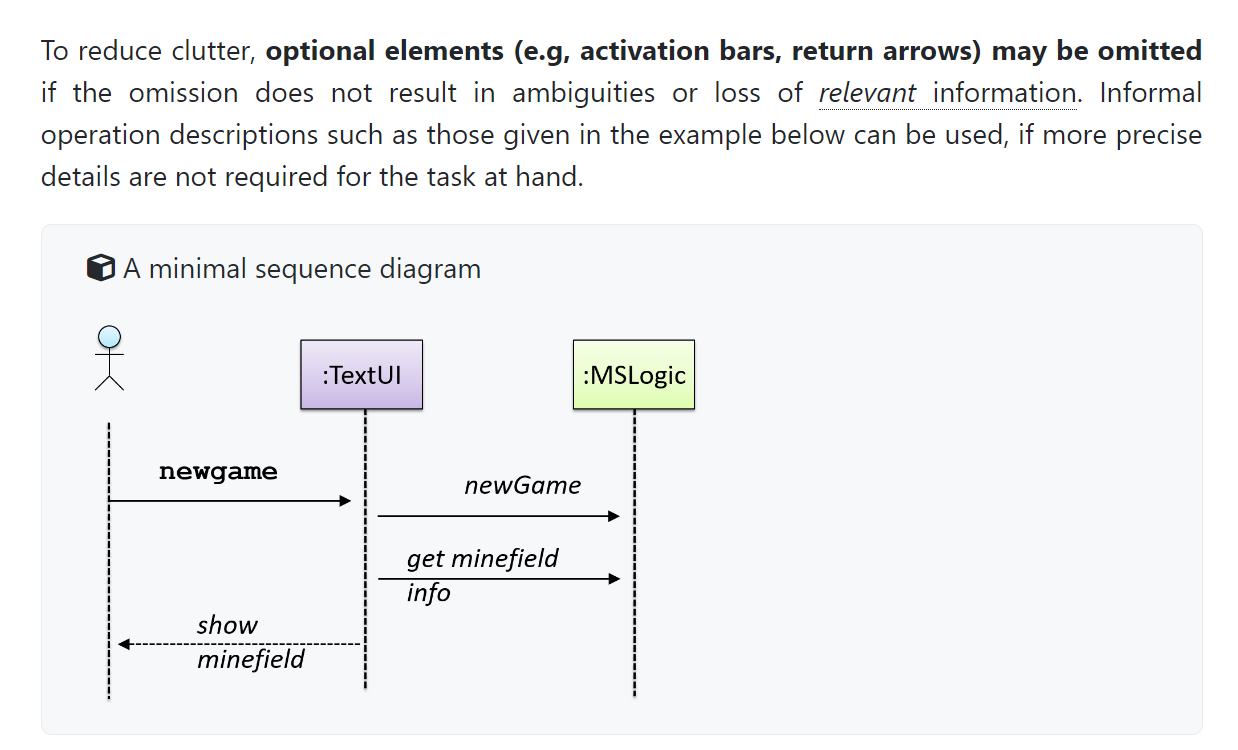 To reduce clutter, optional elements (e.g, activation bars, return arrows) may be omitted
if the omission does not result in ambiguities or loss of relevant information. Informal
operation descriptions such as those given in the example below can be used, if more precise
details are not required for the task at hand.
A minimal sequence diagram
:TextUI
:MSLogic
newgame
newGame
get minefield
info
show
minefield